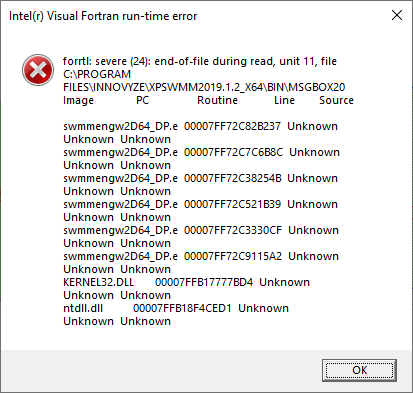 Intel(r) Visual Fortran run-time error
forrtl: severe (24): end-of-file during read, unit 11, file
C:\PROGRAM
FILES\INNOVYZE\XPSWMM2019.1.2_X64\BIN\MSGBOX20
Image PC Routine Line Source
swmmengw2D64_DP.e 00007FF72C82B237 Unknown
Unknown Unknown
swmmengw2D64_DP.e 00007FF72C7C6B8C Unknown
Unknown Unknown
swmmengw2D64_DP.e 00007FF72C38254B Unknown
Unknown Unknown
swmmengw2D64_DP.e 00007FF72C521B39 Unknown
Unknown Unknown
swmmengw2D64_DP.e 00007FF72C3330CF Unknown
Unknown Unknown
swmmengw2D64_DP.e 00007FF72C9115A2 Unknown
Unknown Unknown
KERNEL32.DLL 00007FFB17777BD4 Unknown
Unknown Unknown
ntdll.dll 00007FFB18F4CED1 Unknown
Unknown Unknown
OK